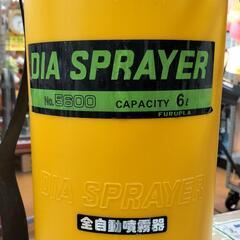 DIA SPRAYER
No.5600 CAPACITY 6ℓ
FURUPLA
DIA SPRAYER
全自動噴霧器